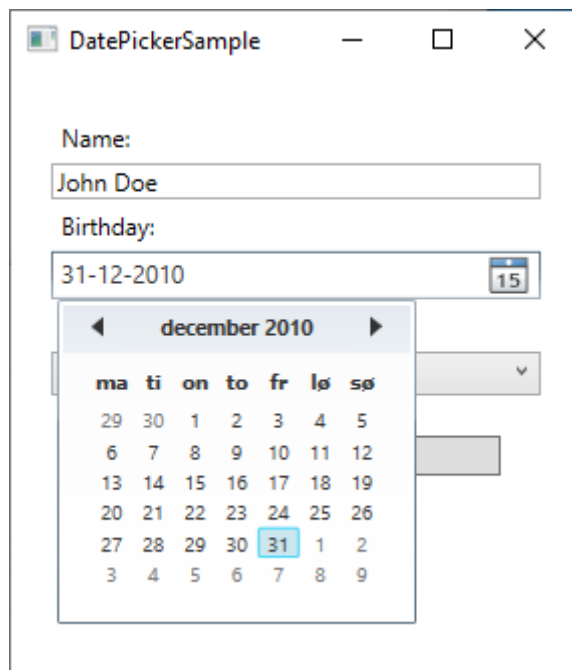 DatePickerSample
Name:
John Doe
Birthday:
31-12-2010
15
december 2010
ma ti on to fr lø sø
29 30 1 2 3 4 5
6 7 8 9 10 11 12
13 14 15 16 17 18 19
20 21 22 23 24 25 26
27 28 29 30 31 1 2
3 4 5 6 7 8 9